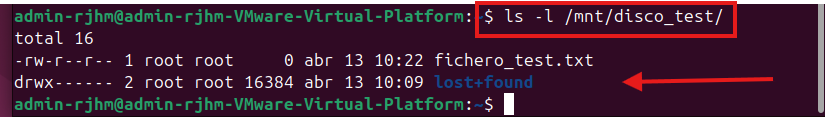 admin-rjhm@admin-rjhm-VMware-Virtual-Platform:~$ ls -l /mnt/disco_test/
total 16
-rw-r--r-- 1 root root     0 abr 13 10:22 fichero_test.txt
drwx------ 2 root root 16384 abr 13 10:09 lost+found
admin-rjhm@admin-rjhm-VMware-Virtual-Platform:~$